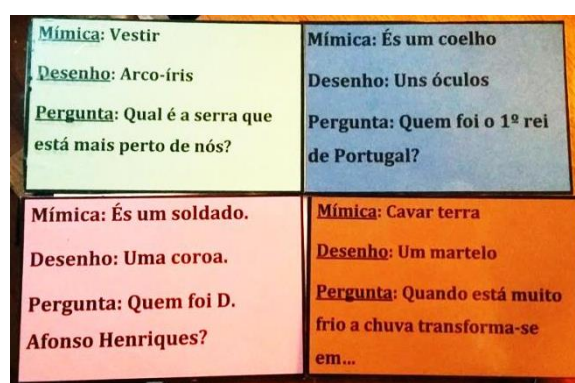 Mímica: Vestir
Desenho: Arco-íris
Pergunta: Qual é a serra que
está mais perto de nós?
Mímica: És um coelho
Desenho: Uns óculos
Pergunta: Quem foi o 1º rei
de Portugal?
Mímica: És um soldado.
Desenho: Uma coroa.
Pergunta: Quem foi D.
Afonso Henriques?
Mímica: Cavar terra
Desenho: Um martelo
Pergunta: Quando está muito
frio a chuva transforma-se
em...